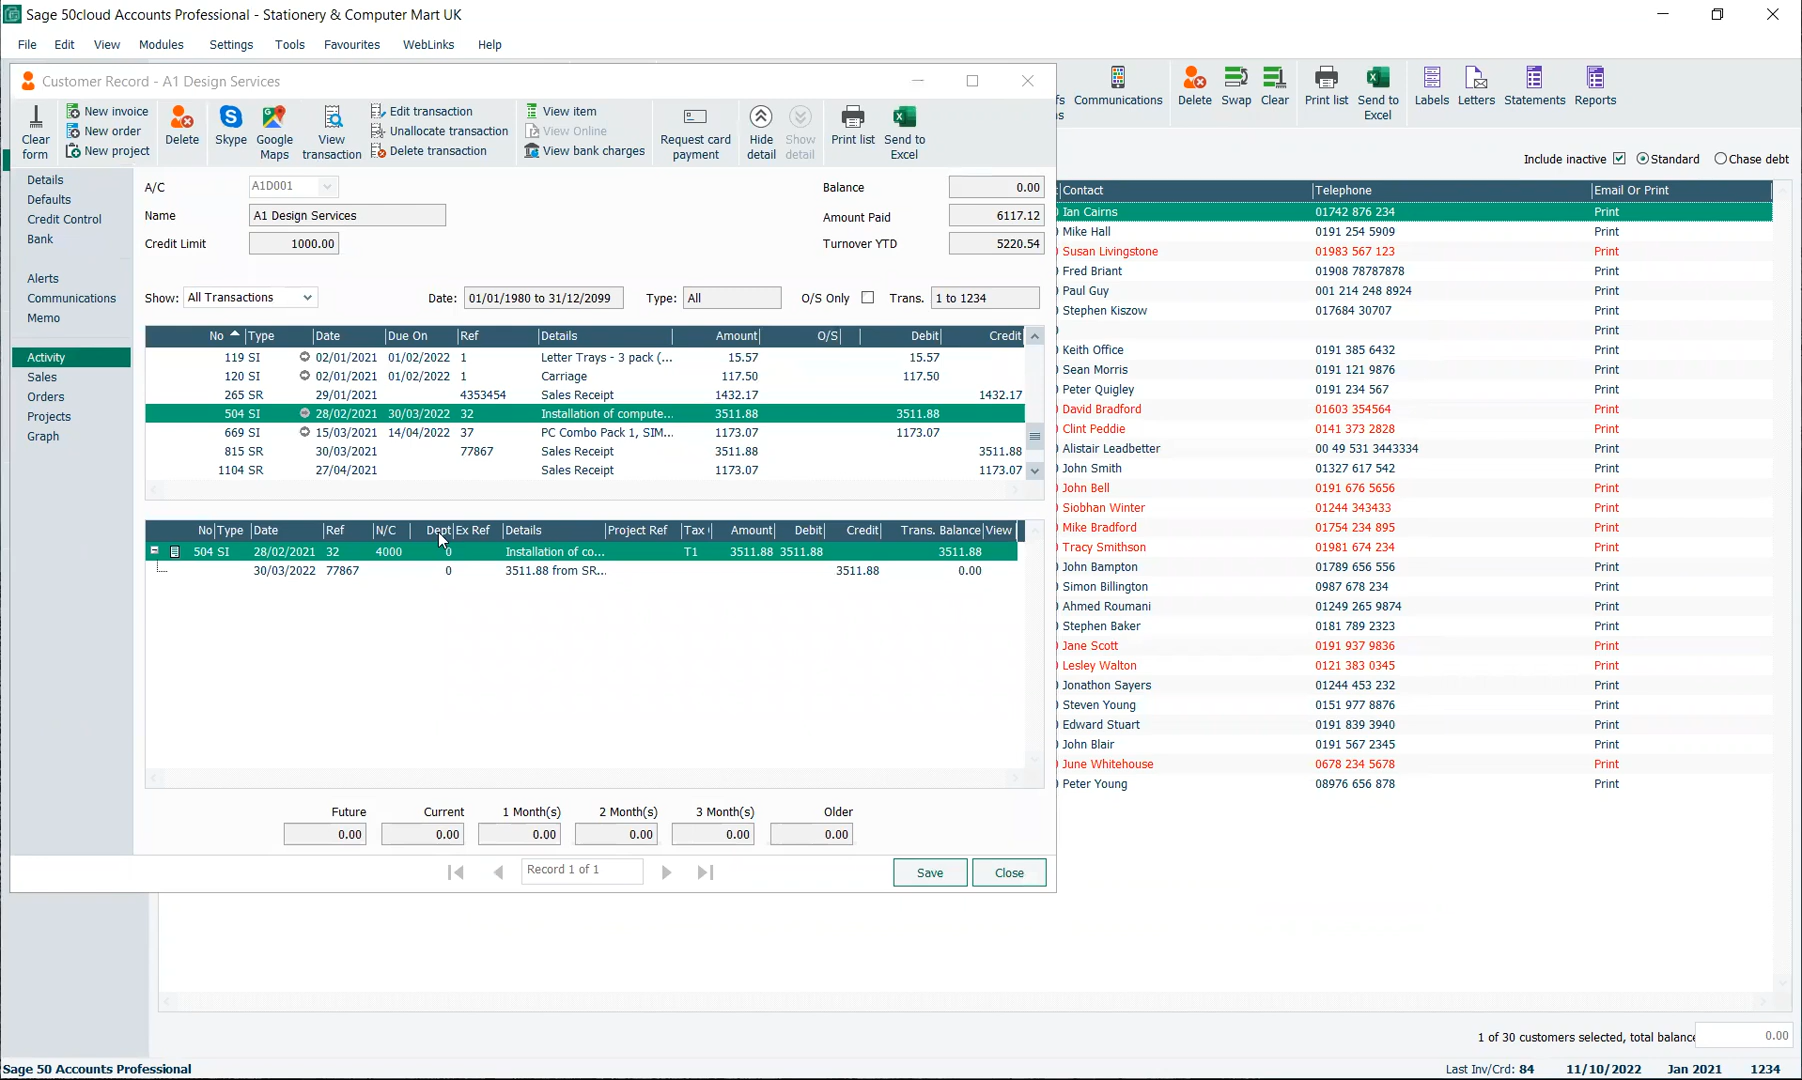 Sage 50cloud Accounts Professional - Stationery & Computer Mart UK
File Edit View Modules Settings Tools Favourites WebLinks Help
Customer Record - A1 Design Services
Clear form
New invoice
New order
New project
Delete
Skype
Google Maps
View transaction
Edit transaction
Unallocate transaction
Delete transaction
View item
View Online
View bank charges
Request card payment
Hide detail
Show detail
Print list
Send to Excel
Communications
Delete
Swap
Clear
Print list
Send to Excel
Labels
Letters
Statements
Reports
Include inactive Standard Chase debt
Details
Defaults
Credit Control
Bank
Alerts
Communications
Memo
Activity
Sales
Orders
Projects
Graph
A/C A1D001 Balance 0.00
Name A1 Design Services Amount Paid 6117.12
Credit Limit 1000.00 Turnover YTD 5220.54
Show: All Transactions Date: 01/01/1980 to 31/12/2099 Type: All O/S Only Trans. 1 to 1234
No Type Date Due On Ref Details Amount O/S Debit Credit
119 SI 02/01/2021 01/02/2022 1 Letter Trays - 3 pack (... 15.57 15.57
120 SI 02/01/2021 01/02/2022 1 Carriage 117.50 117.50
265 SR 29/01/2021 4353454 Sales Receipt 1432.17 1432.17
504 SI 28/02/2021 30/03/2022 32 Installation of compute... 3511.88 3511.88
669 SI 15/03/2021 14/04/2022 37 PC Combo Pack 1, SIM... 1173.07 1173.07
815 SR 30/03/2021 77867 Sales Receipt 3511.88 3511.88
1104 SR 27/04/2021 Sales Receipt 1173.07 1173.07
No Type Date Ref N/C Dept Ex Ref Details Project Ref Tax Amount Debit Credit Trans. Balance View
504 SI 28/02/2021 32 4000 0 Installation of co... T1 3511.88 3511.88 3511.88
30/03/2022 77867 0 3511.88 from SR... 3511.88 0.00
Future Current 1 Month(s) 2 Month(s) 3 Month(s) Older
0.00 0.00 0.00 0.00 0.00 0.00
Record 1 of 1
Save Close
Contact Telephone Email Or Print
Ian Cairns 01742 876 234 Print
Mike Hall 0191 254 5909 Print
Susan Livingstone 01983 567 123 Print
Fred Briant 01908 78787878 Print
Paul Guy 001 214 248 8924 Print
Stephen Kiszow 017684 30707 Print
Print
Keith Office 0191 385 6432 Print
Sean Morris 0191 121 9876 Print
Peter Quigley 0191 234 567 Print
David Bradford 01603 354564 Print
Clint Peddie 0141 373 2828 Print
Alistair Leadbetter 00 49 531 3443334 Print
John Smith 01327 617 542 Print
John Bell 0191 676 5656 Print
Siobhan Winter 01244 343433 Print
Mike Bradford 01754 234 895 Print
Tracy Smithson 01981 674 234 Print
John Bampton 01789 656 556 Print
Simon Billington 0987 678 234 Print
Ahmed Roumani 01249 265 9874 Print
Stephen Baker 0181 789 2323 Print
Jane Scott 0191 937 9836 Print
Lesley Walton 0121 383 0345 Print
Jonathon Sayers 01244 453 232 Print
Steven Young 0151 977 8876 Print
Edward Stuart 0191 839 3940 Print
John Blair 0191 567 2345 Print
June Whitehouse 0678 234 5678 Print
Peter Young 08976 656 878 Print
1 of 30 customers selected, total balance 0.00
Sage 50 Accounts Professional Last Inv/Crd: 84 11/10/2022 Jan 2021 1234